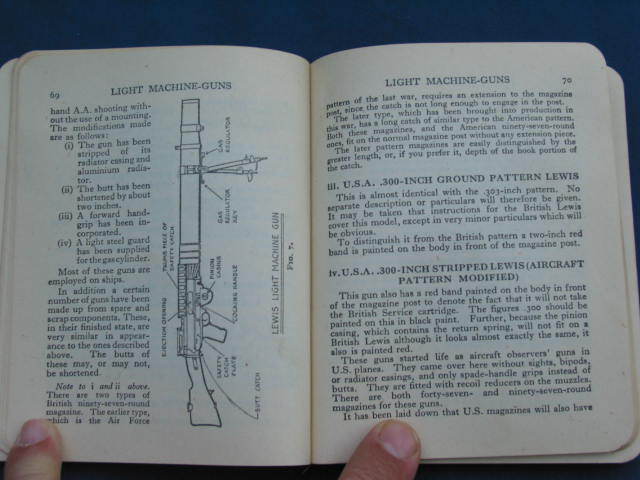 69
LIGHT MACHINE-GUNS
hand A.A. shooting with-
out the use of a mounting.
The modifications made
are as follows:
(i) The gun has been
stripped of its
radiator casing and
aluminium radia-
tor.
(ii) The butt has been
shortened by about
two inches.
(iii) A forward hand-
grip has been in-
corporated.
(iv) A light steel guard
has been supplied
for the gas cylinder.
Most of these guns are
employed on ships.
In addition a certain
number of guns have been
made up from spare and
scrap components. These,
in their finished state, are
very similar in appear-
ance to the ones described
above. The butts of
these may, or may not,
be shortened.
Note to i and ii above.
There are two types of
British ninety-seven-round
magazine. The earlier type,
which is the Air Force
GAS
REGULATOR
GAS
REGULATOR
KEY
THUMB PIECE OF
SAFETY CATCH
PINION
CASING
COCKING HANDLE
EJECTION OPENING
SAFETY
CATCH
PLATE
BUTT CATCH
LEWIS LIGHT MACHINE GUN
FIG. 7.
LIGHT MACHINE-GUNS
70
pattern of the last war, requires an extension to the magazine
post, since the catch is not long enough to engage in the post.
The later type, which has been brought into production in
this war, has a long catch of similar type to the American pattern.
Both these magazines, and the American ninety-seven-round
ones, fit on the normal magazine post without any extension piece.
The later pattern magazines are easily distinguished by the
greater length, or, if you prefer it, depth of the book portion of
the catch.
iii. U.S.A. .300-INCH GROUND PATTERN LEWIS
This is almost identical with the .303-inch pattern. No
separate description or particulars will therefore be given.
It may be taken that instructions for the British Lewis
cover this model, except in very minor particulars which will
be obvious.
To distinguish it from the British pattern a two-inch red
band is painted on the body in front of the magazine post.
iv. U.S.A. .300-INCH STRIPPED LEWIS (AIRCRAFT
PATTERN MODIFIED)
This gun also has a red band painted on the body in front
of the magazine post to denote the fact that it will not take
the British Service cartridge. The figures .300 should be
painted on this in black paint. Further, because the pinion
casing, which contains the return spring, will not fit on a
British Lewis although it looks almost exactly the same, it
also is painted red.
These guns started life as aircraft observers' guns in
U.S. planes. They came over here without sights, bipods,
or radiator casings, and only spade-handle grips instead of
butts. They are fitted with recoil reducers on the muzzles.
There are both forty-seven- and ninety-seven-round
magazines for these guns.
It has been laid down that U.S. magazines will also have